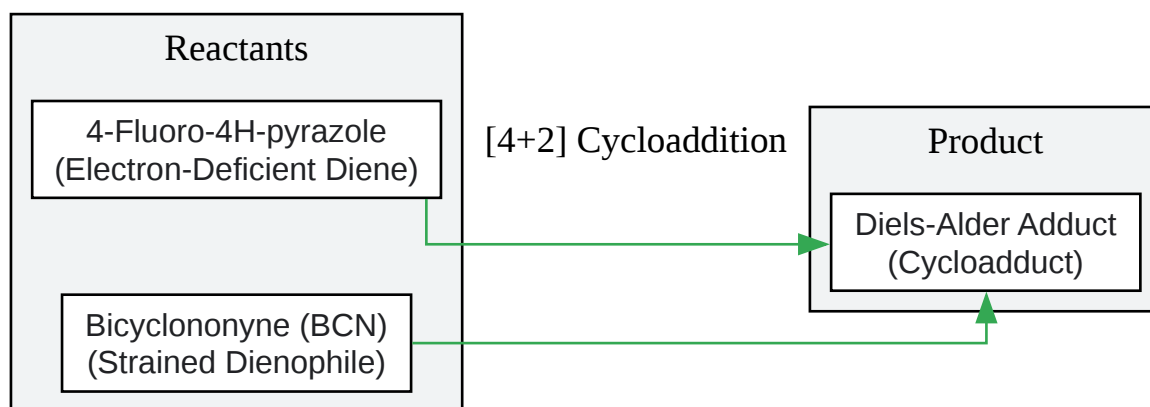 Reactants
4-Fluoro-4H-pyrazole
(Electron-Deficient Diene)
Bicyclononyne (BCN)
(Strained Dienophile)
[4+2] Cycloaddition
Product
Diels-Alder Adduct
(Cycloadduct)